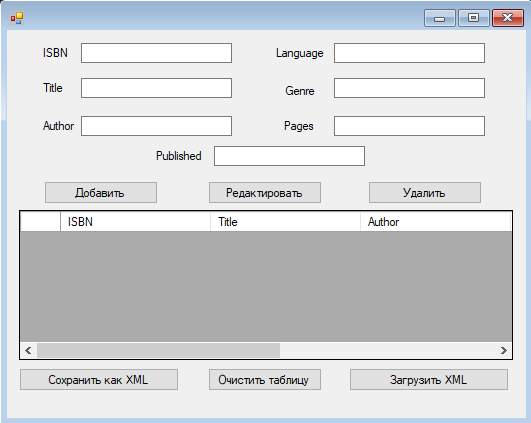 ISBN Language
Title Genre
Author Pages
Published
Добавить Редактировать Удалить
ISBN Title Author
Сохранить как XML Очистить таблицу Загрузить XML